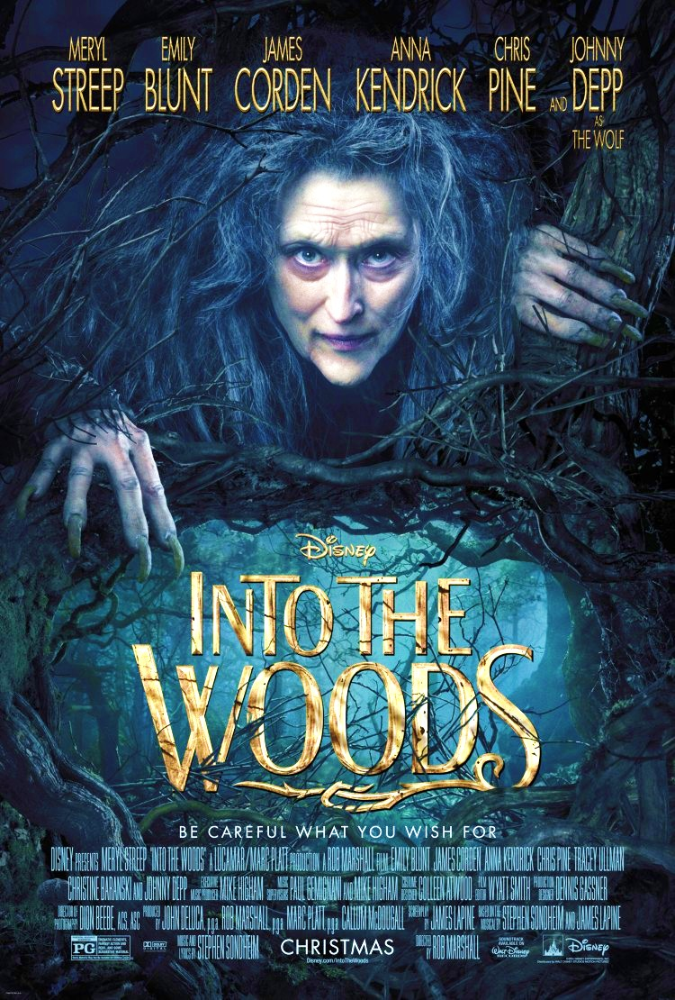 MERYL STREEP EMILY BLUNT JAMES CORDEN ANNA KENDRICK CHRIS PINE AND JOHNNY DEPP
AS
THE WOLF
DISNEY
INTO THE
WOODS
BE CAREFUL WHAT YOU WISH FOR
DISNEY PRESENTS MERYL STREEP "INTO THE WOODS" A LUCAMAR/MARC PLATT PRODUCTION A ROB MARSHALL FILM EMILY BLUNT JAMES CORDEN ANNA KENDRICK CHRIS PINE TRACEY ULLMAN
CHRISTINE BARANSKI AND JOHNNY DEPP EXECUTIVE MUSIC PRODUCER MIKE HIGHAM MUSIC SUPERVISORS PAUL GEMIGNANI AND MIKE HIGHAM COSTUME DESIGNER COLLEEN ATWOOD EDITOR WYATT SMITH PRODUCTION DESIGNER DENNIS GASSNER
DIRECTOR OF PHOTOGRAPHY DION BEEBE, ACS, ASC PRODUCED BY JOHN DELUCA, p.g.a. ROB MARSHALL, p.g.a. MARC PLATT, p.g.a. CALLUM McDOUGALL SCREENPLAY BY JAMES LAPINE BASED ON THE MUSICAL BY STEPHEN SONDHEIM AND JAMES LAPINE
PG DOLBY DIGITAL MUSIC AND LYRICS BY STEPHEN SONDHEIM CHRISTMAS DIRECTED BY ROB MARSHALL SOUNDTRACK AVAILABLE ON WALT DISNEY RECORDS DISNEY
Disney.com/IntoTheWoods